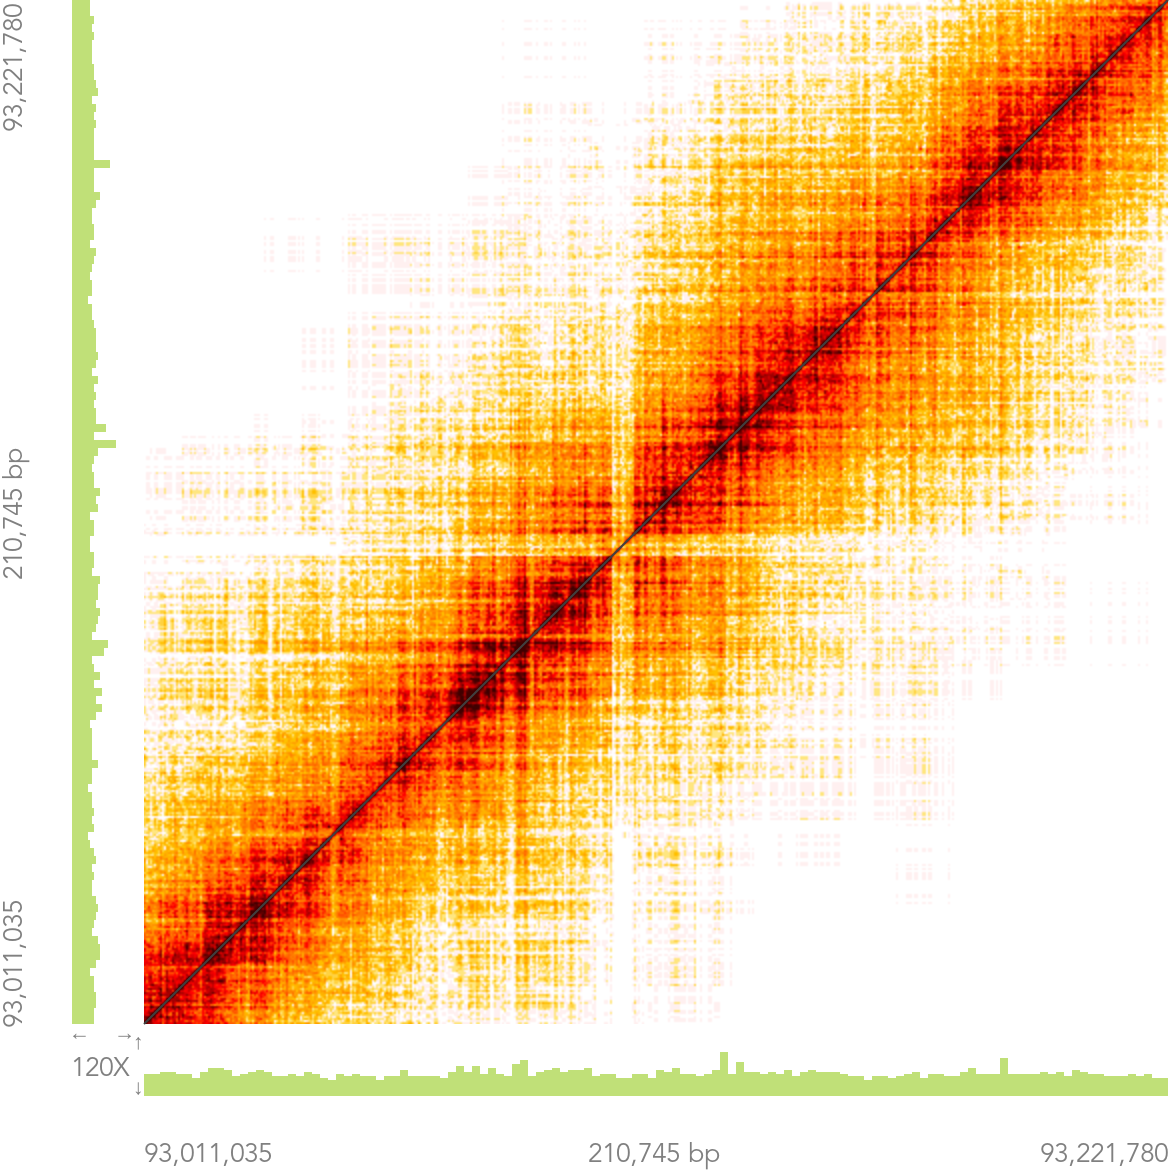 93,221,780
210,745 bp
93,011,035
← →
↑
120X
↓
93,011,035 210,745 bp 93,221,780